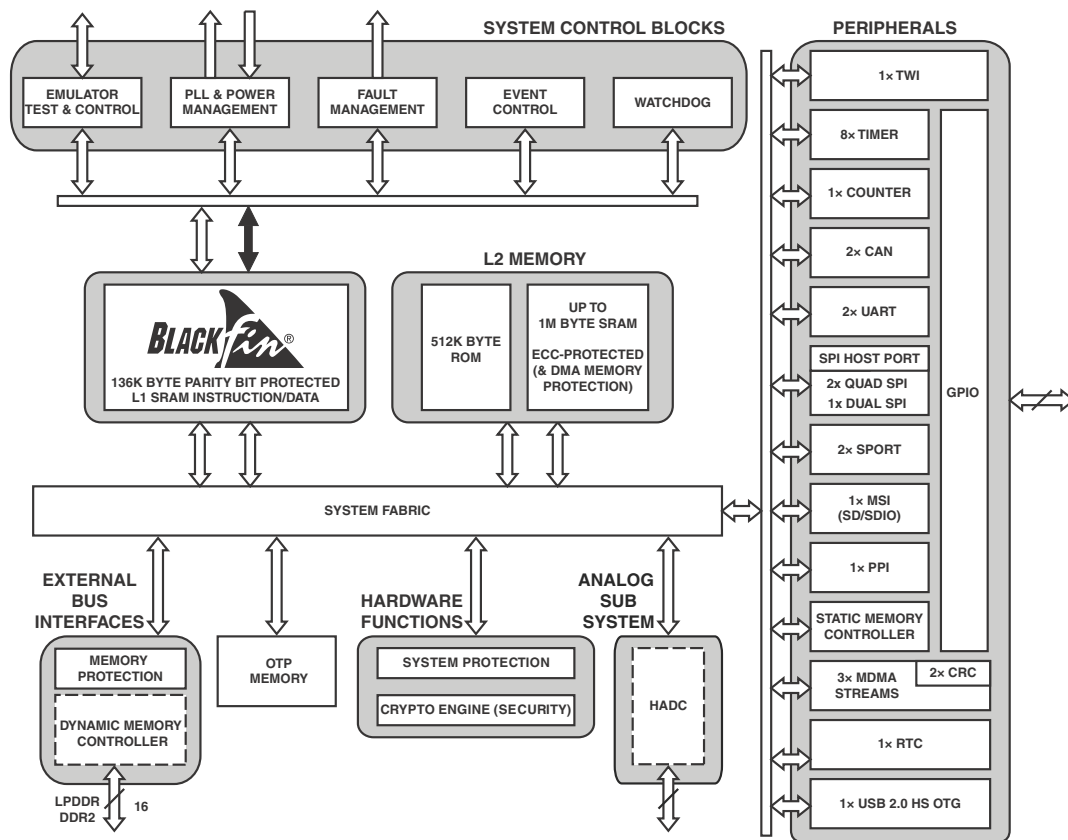 SYSTEM CONTROL BLOCKS
EMULATOR
TEST & CONTROL
PLL & POWER
MANAGEMENT
FAULT
MANAGEMENT
EVENT
CONTROL
WATCHDOG
L2 MEMORY
BLACKfin®
136K BYTE PARITY BIT PROTECTED
L1 SRAM INSTRUCTION/DATA
512K BYTE
ROM
UP TO
1M BYTE SRAM
ECC-PROTECTED
(& DMA MEMORY
PROTECTION)
SYSTEM FABRIC
EXTERNAL
BUS
INTERFACES
MEMORY
PROTECTION
DYNAMIC MEMORY
CONTROLLER
LPDDR
DDR2
16
OTP
MEMORY
HARDWARE
FUNCTIONS
SYSTEM PROTECTION
CRYPTO ENGINE (SECURITY)
ANALOG
SUB
SYSTEM
HADC
PERIPHERALS
1× TWI
8× TIMER
1× COUNTER
2× CAN
2× UART
SPI HOST PORT
2x QUAD SPI
1x DUAL SPI
2× SPORT
1× MSI
(SD/SDIO)
1× PPI
STATIC MEMORY
CONTROLLER
GPIO
3× MDMA
STREAMS
2× CRC
1× RTC
1× USB 2.0 HS OTG